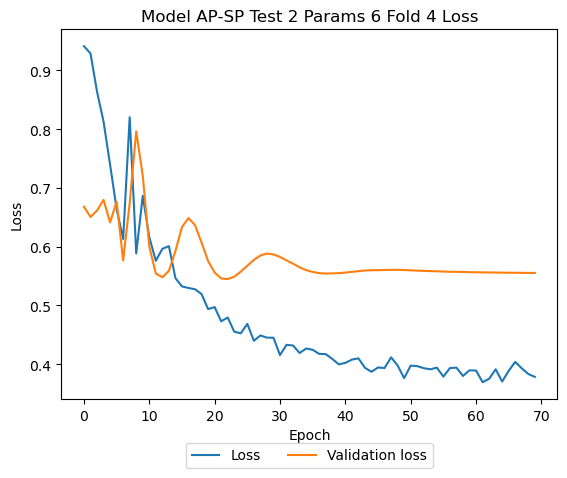 Model AP-SP Test 2 Params 6 Fold 4 Loss
Loss
0.9
0.8
0.7
0.6
0.5
0.4
0 10 20 30 40 50 60 70
Epoch
Loss Validation loss